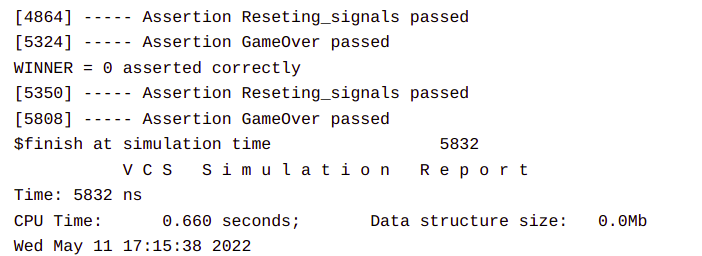 [4864] ----- Assertion Reseting_signals passed
[5324] ----- Assertion GameOver passed
WINNER = 0 asserted correctly
[5350] ----- Assertion Reseting_signals passed
[5808] ----- Assertion GameOver passed
$finish at simulation time                 5832
           V C S   S i m u l a t i o n   R e p o r t
Time: 5832 ns
CPU Time:      0.660 seconds;       Data structure size:   0.0Mb
Wed May 11 17:15:38 2022